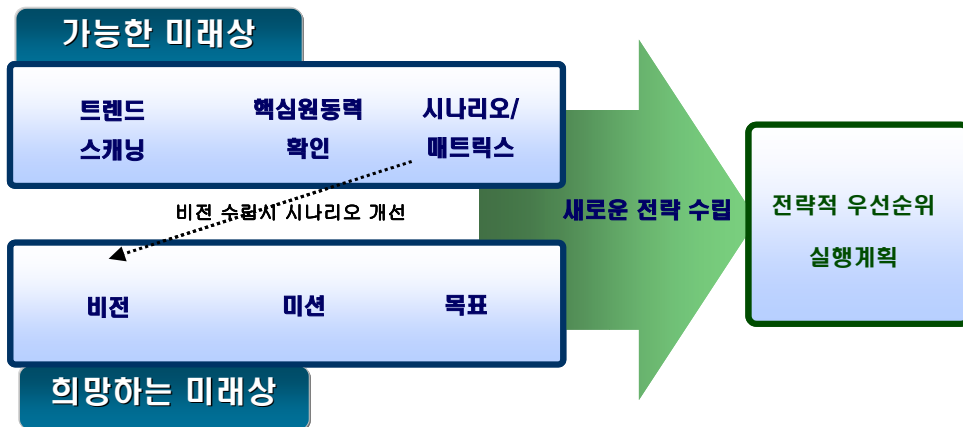 가능한 미래상
트렌드
스캐닝
핵심원동력
확인
시나리오/
매트릭스
비전 수립시 시나리오 개선
새로운 전략 수립
전략적 우선순위
실행계획
비전
미션
목표
희망하는 미래상